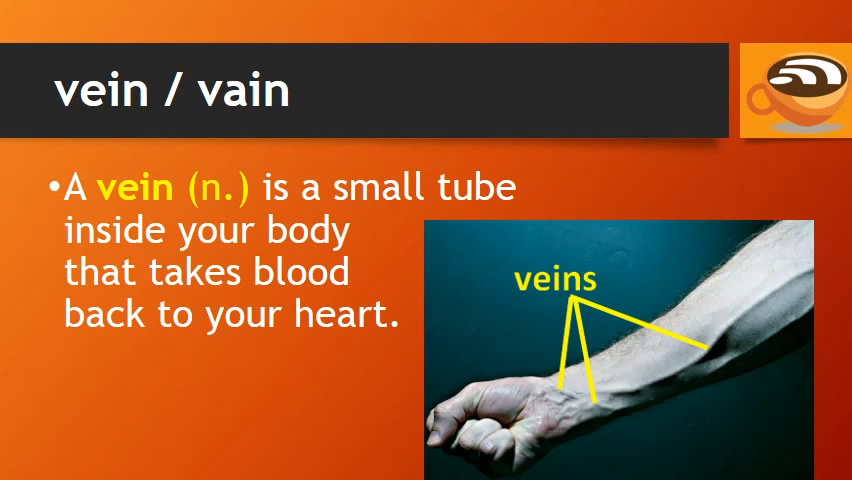 vein / vain
•A vein (n.) is a small tube
inside your body
that takes blood
back to your heart.
veins